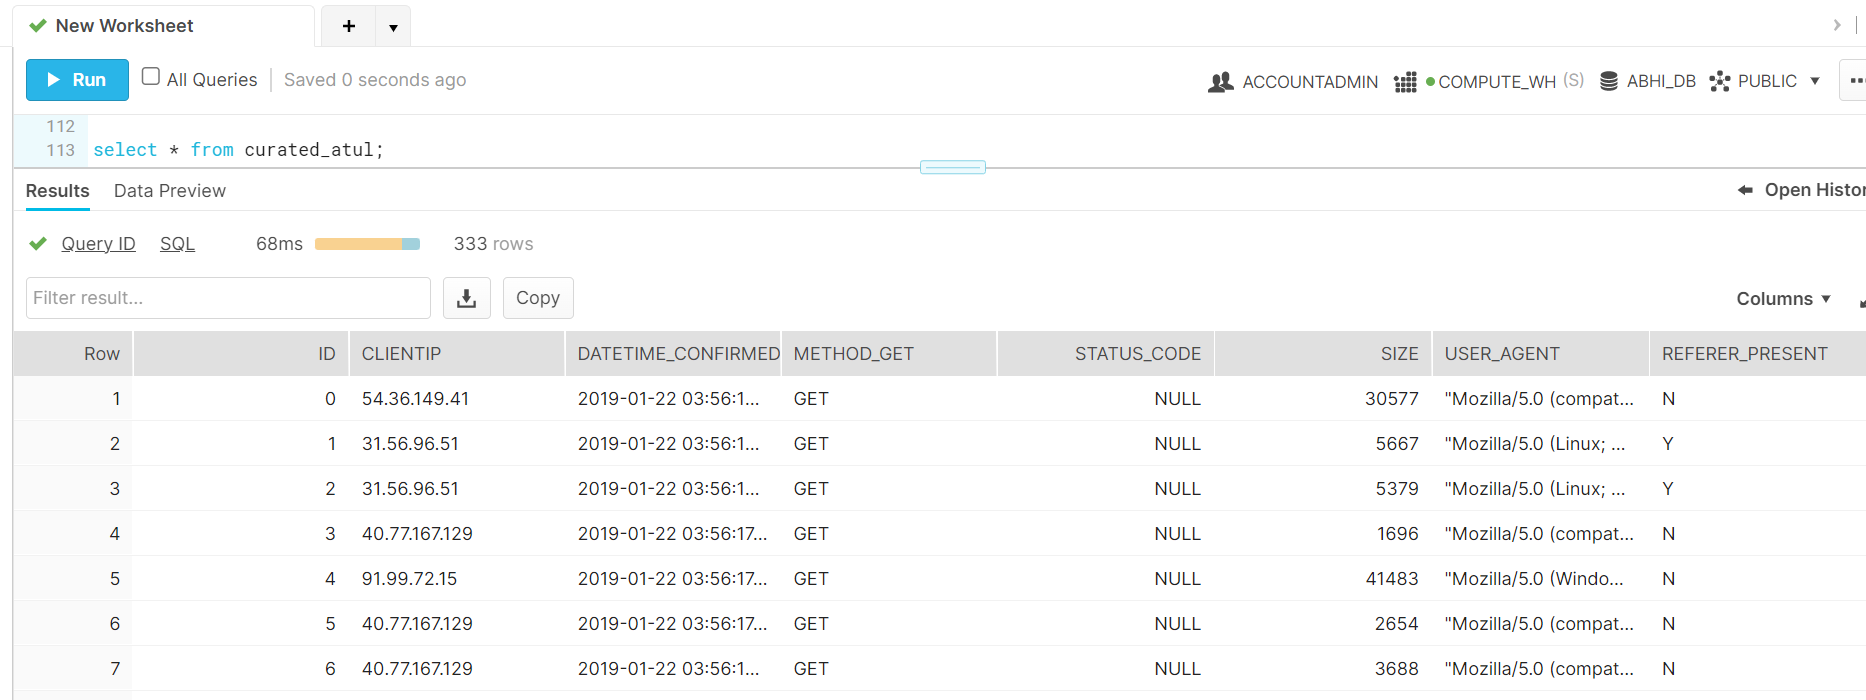 New Worksheet + ▼
Run All Queries Saved 0 seconds ago ACCOUNTADMIN COMPUTE_WH (S) ABHI_DB PUBLIC ▼
112
113 select * from curated_atul;
Results Data Preview Open Histor
Query ID SQL 68ms 333 rows
Filter result... Copy Columns ▼
Row ID CLIENTIP DATETIME_CONFIRMED METHOD_GET STATUS_CODE SIZE USER_AGENT REFERER_PRESENT
1 0 54.36.149.41 2019-01-22 03:56:1... GET NULL 30577 "Mozilla/5.0 (compat... N
2 1 31.56.96.51 2019-01-22 03:56:1... GET NULL 5667 "Mozilla/5.0 (Linux; ... Y
3 2 31.56.96.51 2019-01-22 03:56:1... GET NULL 5379 "Mozilla/5.0 (Linux; ... Y
4 3 40.77.167.129 2019-01-22 03:56:17... GET NULL 1696 "Mozilla/5.0 (compat... N
5 4 91.99.72.15 2019-01-22 03:56:17... GET NULL 41483 "Mozilla/5.0 (Windo... N
6 5 40.77.167.129 2019-01-22 03:56:17... GET NULL 2654 "Mozilla/5.0 (compat... N
7 6 40.77.167.129 2019-01-22 03:56:1... GET NULL 3688 "Mozilla/5.0 (compat... N